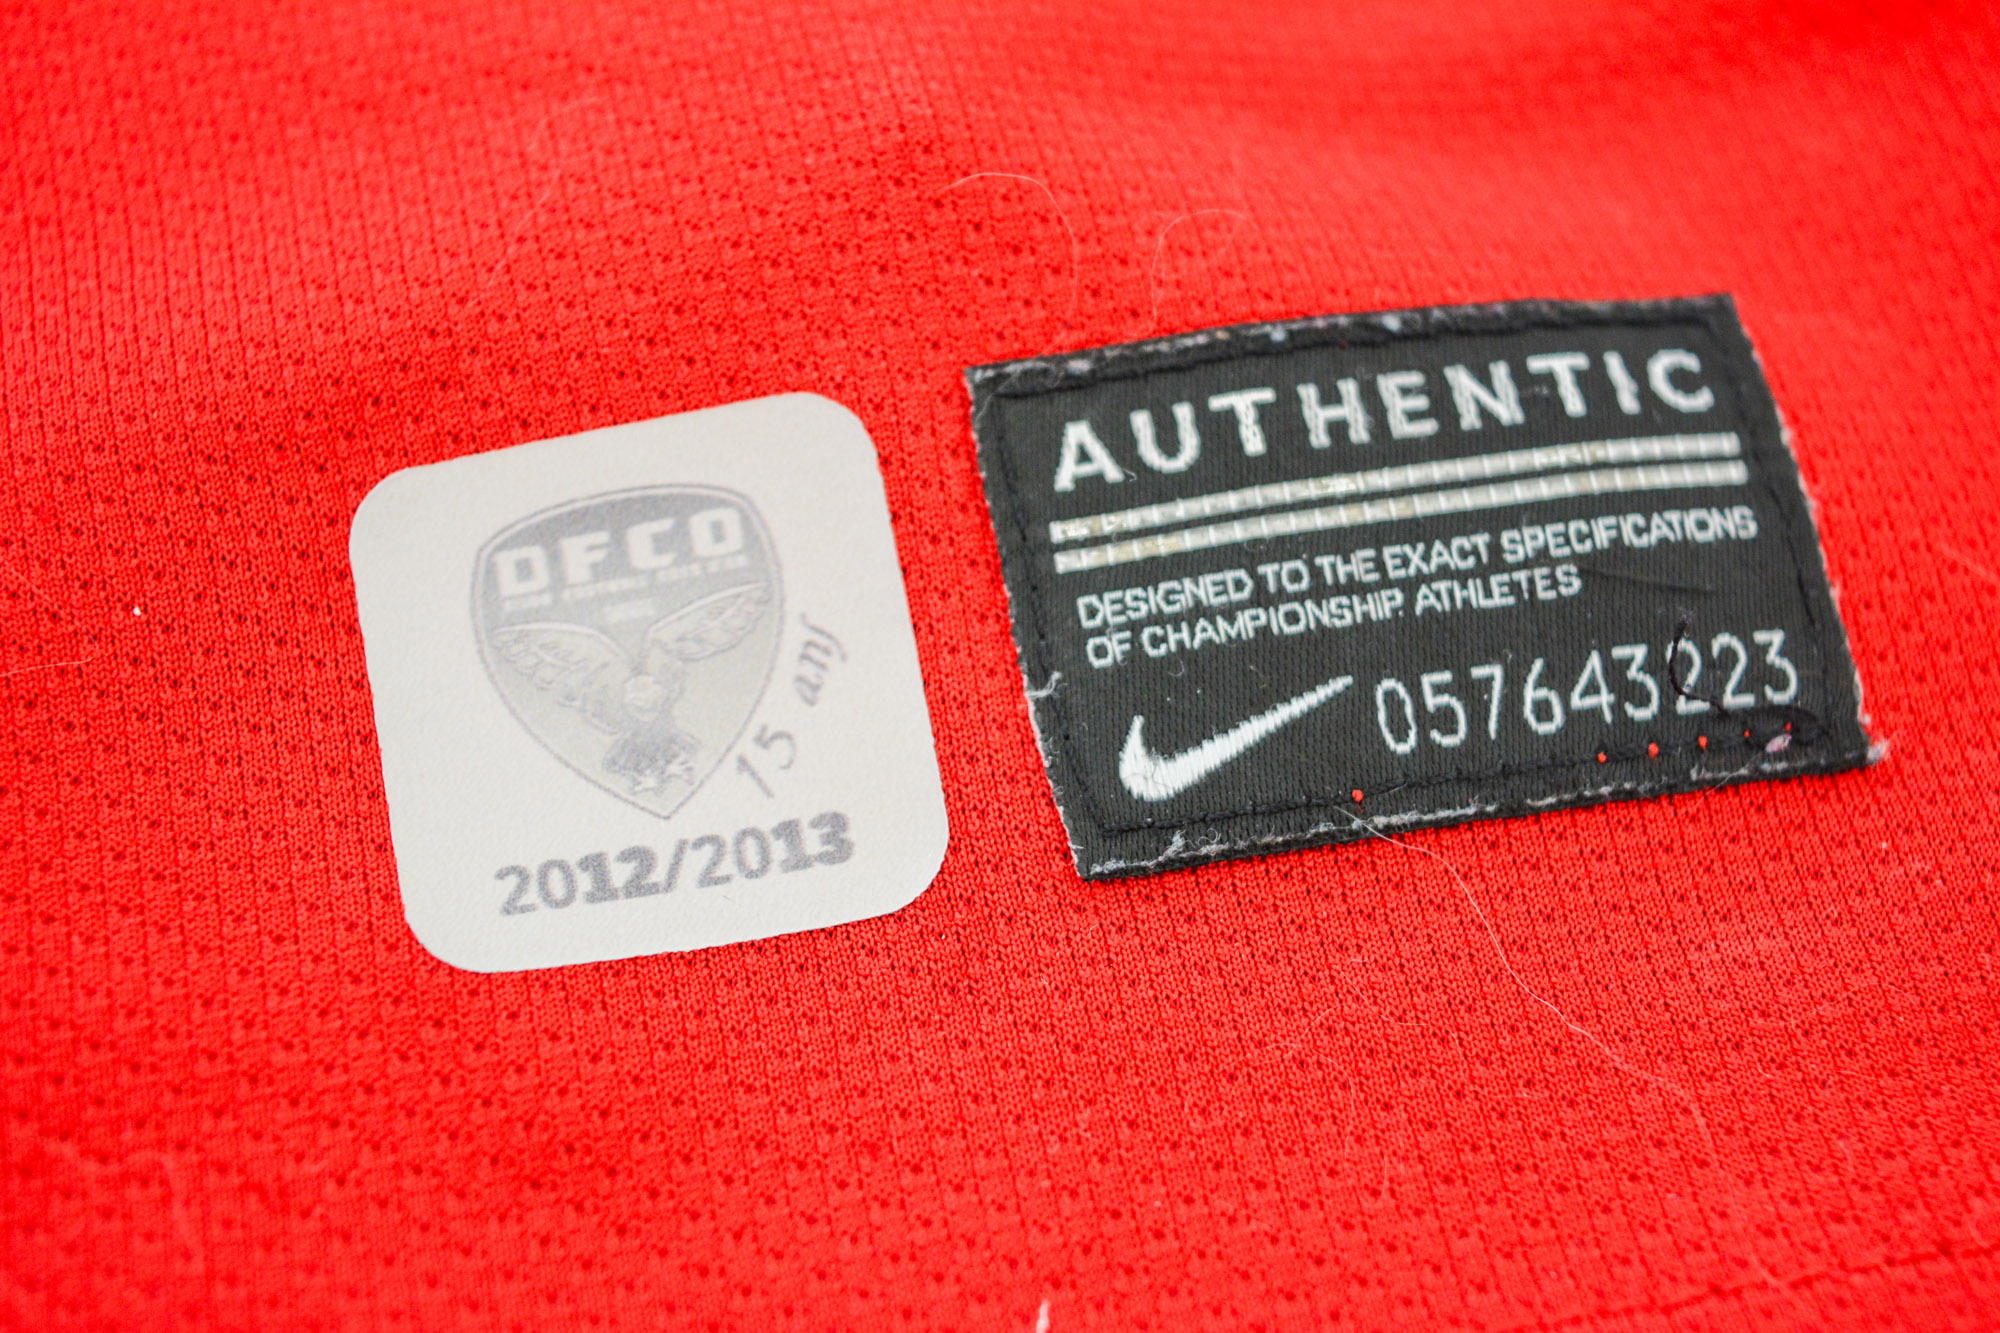 DFCO
15 ans
2012/2013
AUTHENTIC
DESIGNED TO THE EXACT SPECIFICATIONS
OF CHAMPIONSHIP ATHLETES
057643223